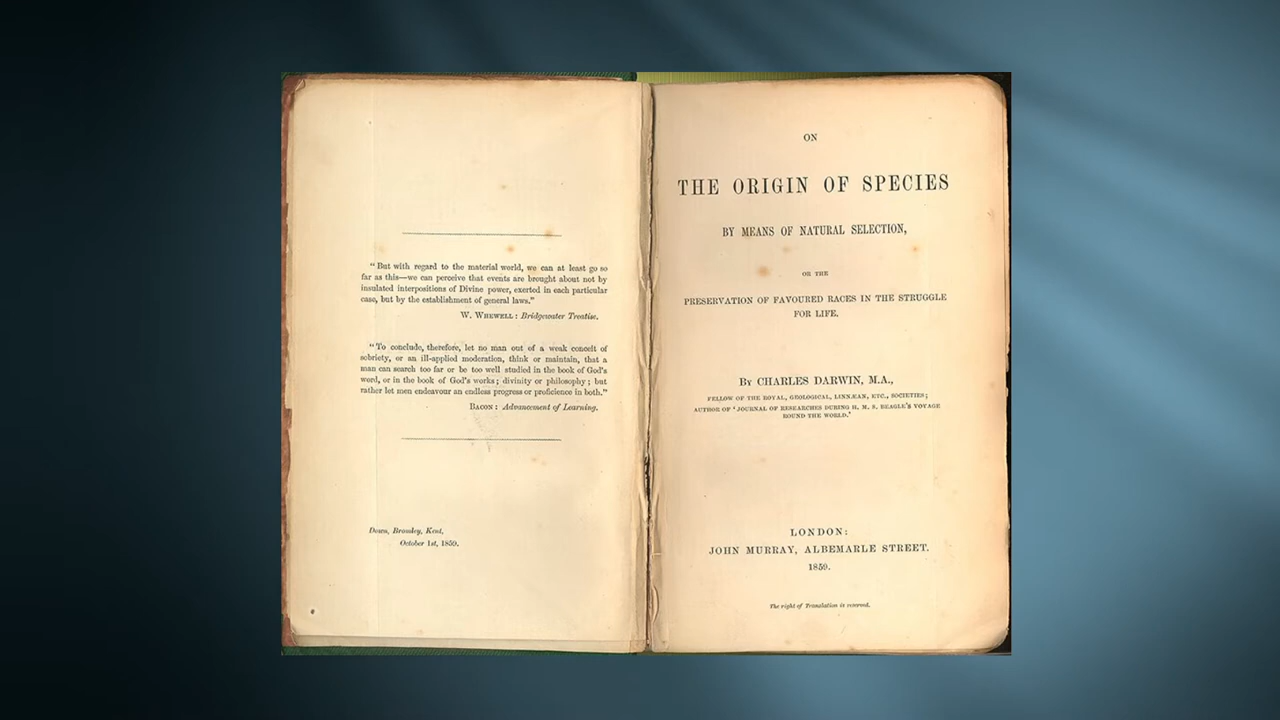 "But with regard to the material world, we can at least go so
far as this—we can perceive that events are brought about not by
insulated interpositions of Divine power, exerted in each particular
case, but by the establishment of general laws."
W. WHEWELL: Bridgewater Treatise.
"To conclude, therefore, let no man out of a weak conceit of
sobriety, or an ill-applied moderation, think or maintain, that a
man can search too far or be too well studied in the book of God's
word, or in the book of God's works; divinity or philosophy; but
rather let men endeavour an endless progress or proficience in both."
BACON: Advancement of Learning.
Down, Bromley, Kent,
October 1st, 1859.
ON
THE ORIGIN OF SPECIES
BY MEANS OF NATURAL SELECTION,
OR THE
PRESERVATION OF FAVOURED RACES IN THE STRUGGLE
FOR LIFE.
By CHARLES DARWIN, M.A.,
FELLOW OF THE ROYAL, GEOLOGICAL, LINNÆAN, ETC., SOCIETIES;
AUTHOR OF 'JOURNAL OF RESEARCHES DURING H. M. S. BEAGLE'S VOYAGE
ROUND THE WORLD.'
LONDON:
JOHN MURRAY, ALBEMARLE STREET.
1859.
The right of Translation is reserved.